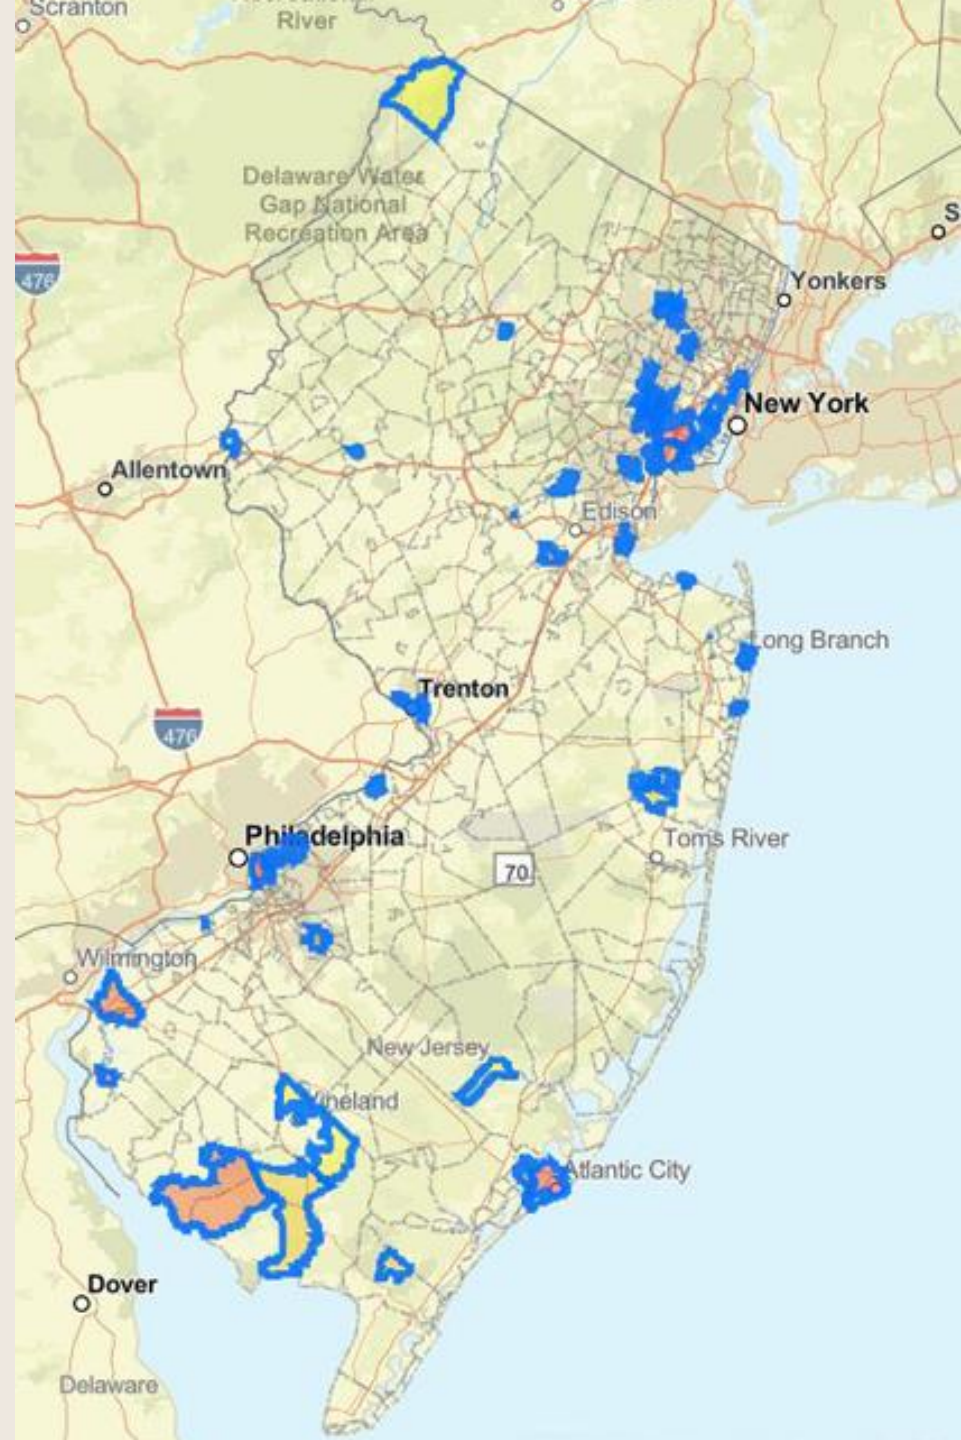 Scranton
River
Delaware Water
Gap National
Recreation Area
476
Yonkers
New York
Allentown
Edison
Long Branch
Trenton
476
Philadelphia
Toms River
70
Wilmington
New Jersey
Vineland
Atlantic City
Dover
Delaware